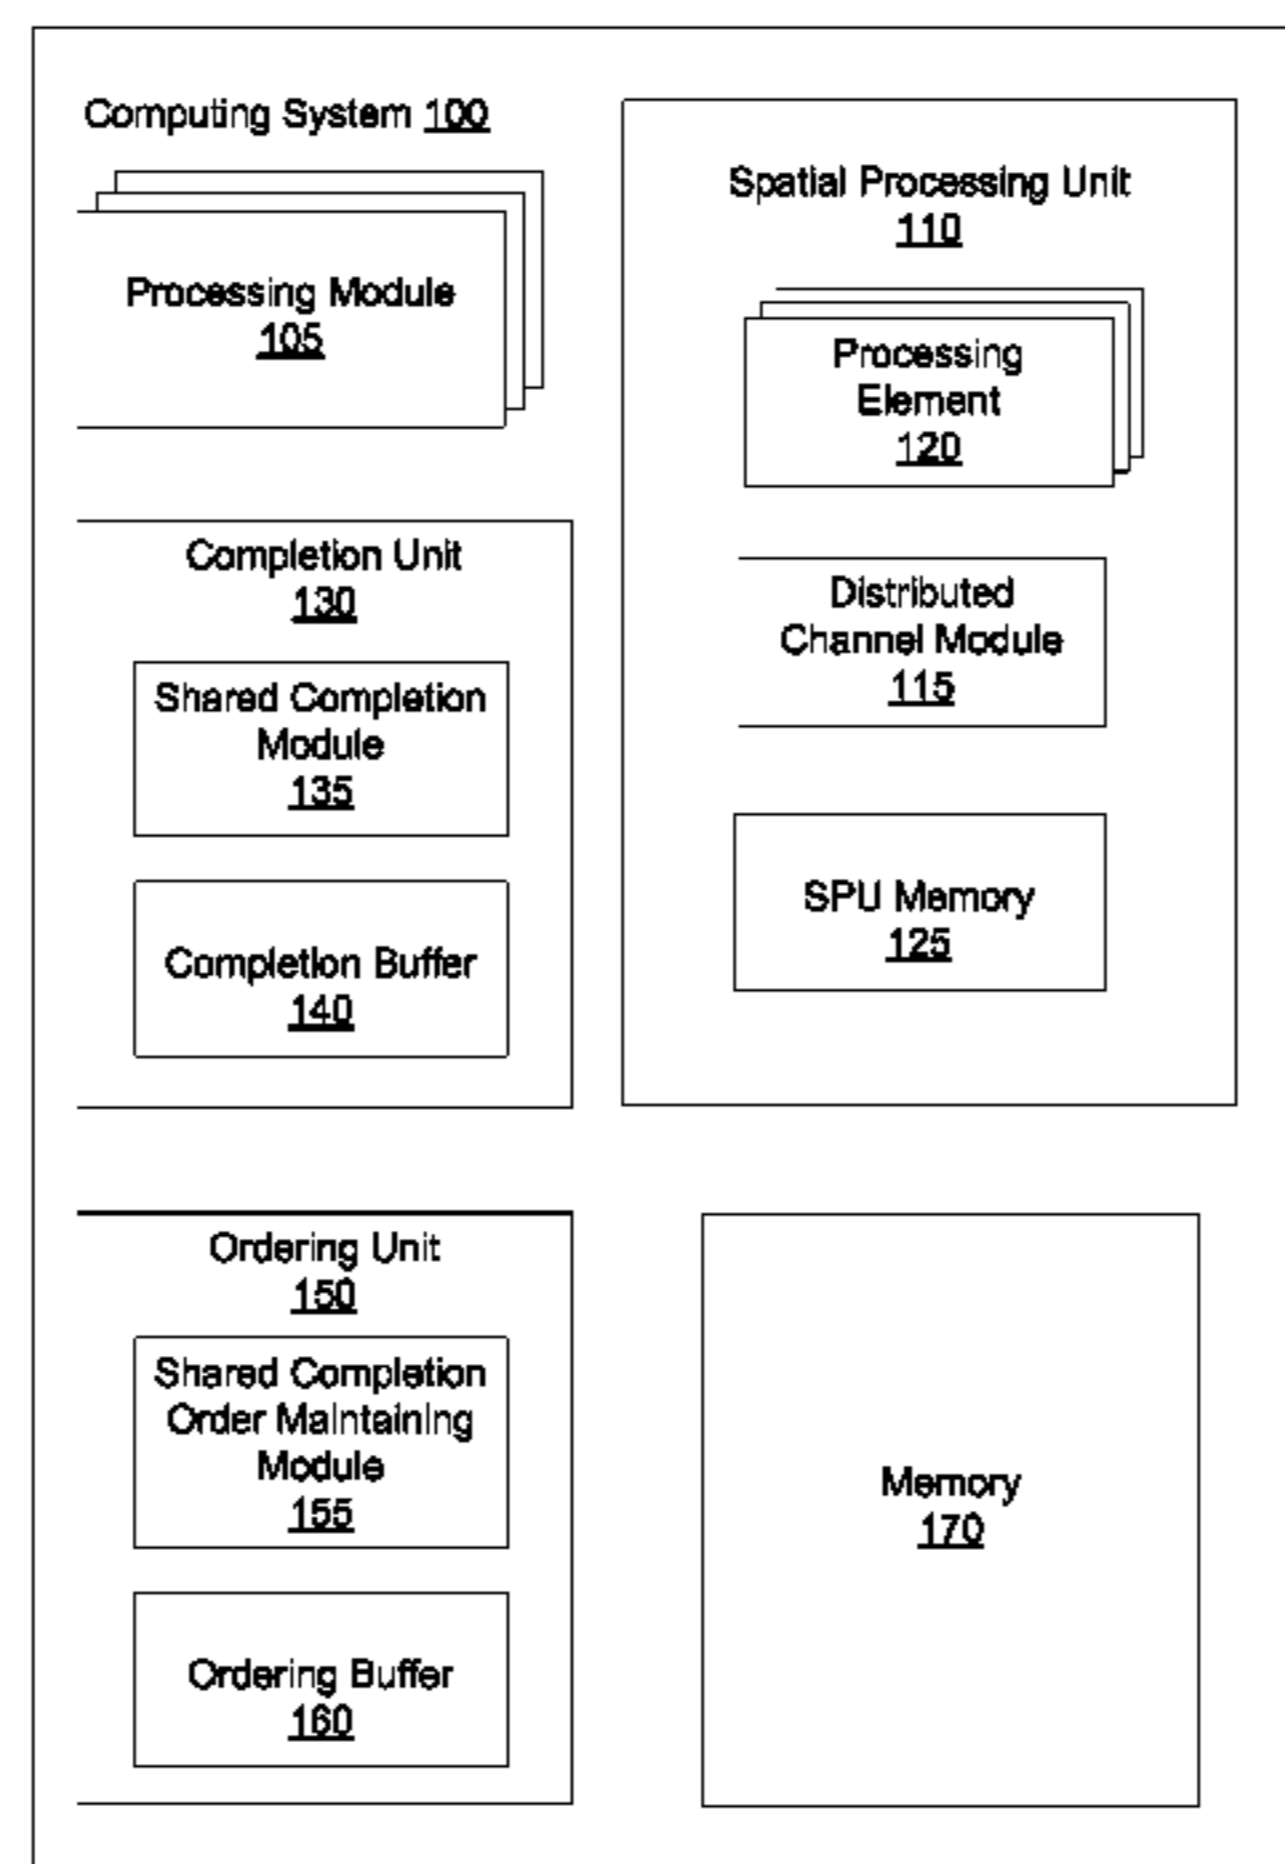 Computing System 100
Processing Module
105
Spatial Processing Unit
110
Processing
Element
120
Distributed
Channel Module
115
SPU Memory
125
Completion Unit
130
Shared Completion
Module
135
Completion Buffer
140
Ordering Unit
150
Shared Completion
Order Maintaining
Module
155
Ordering Buffer
160
Memory
170